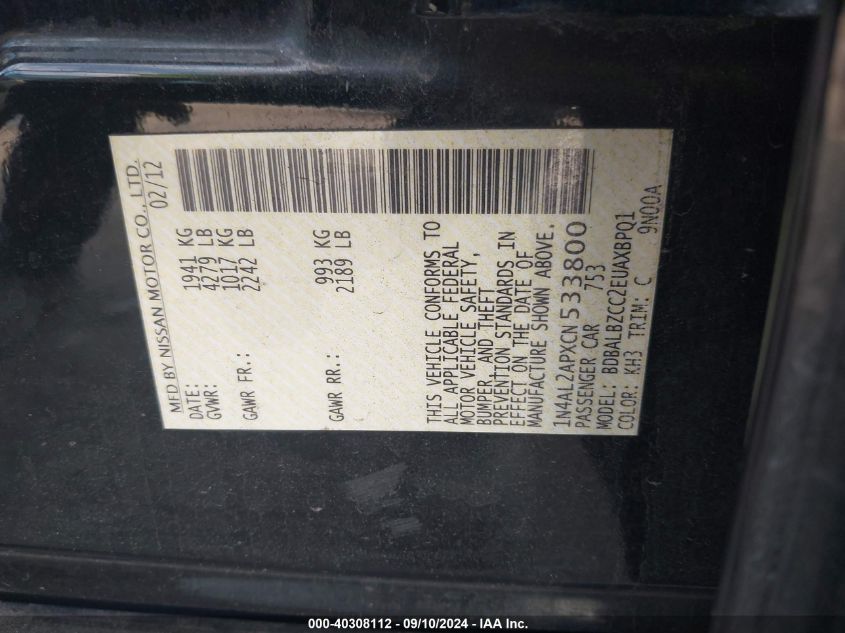 MFD BY NISSAN MOTOR CO., LTD.
DATE: 02/12
GVWR: 1941 KG
4279 LB
GAWR FR.: 1017 KG
2242 LB
GAWR RR.: 993 KG
2189 LB
THIS VEHICLE CONFORMS TO
ALL APPLICABLE FEDERAL
MOTOR VEHICLE SAFETY,
BUMPER, AND THEFT
PREVENTION STANDARDS IN
EFFECT ON THE DATE OF
MANUFACTURE SHOWN ABOVE.
1N4AL2APXCN533800
PASSENGER CAR 753
MODEL: BDBALBZCC2EUAXBPQ1
COLOR: KH3 TRIM: C 9N00A
000-40308112 - 09/10/2024 - IAA Inc.